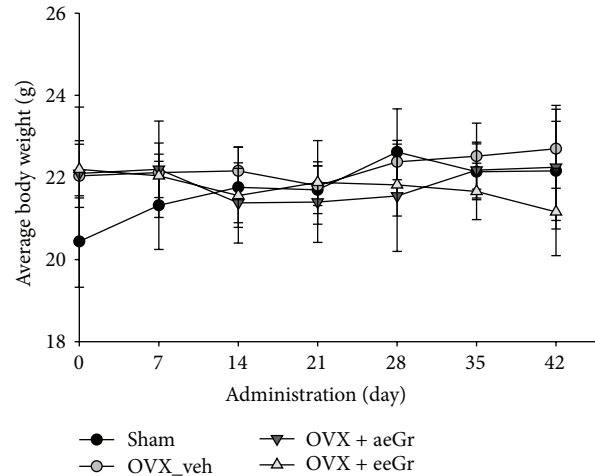 26
24
22
20
18
Average body weight (g)
0 7 14 21 28 35 42
Administration (day)
Sham OVX + aeGr
OVX_veh OVX + eeGr